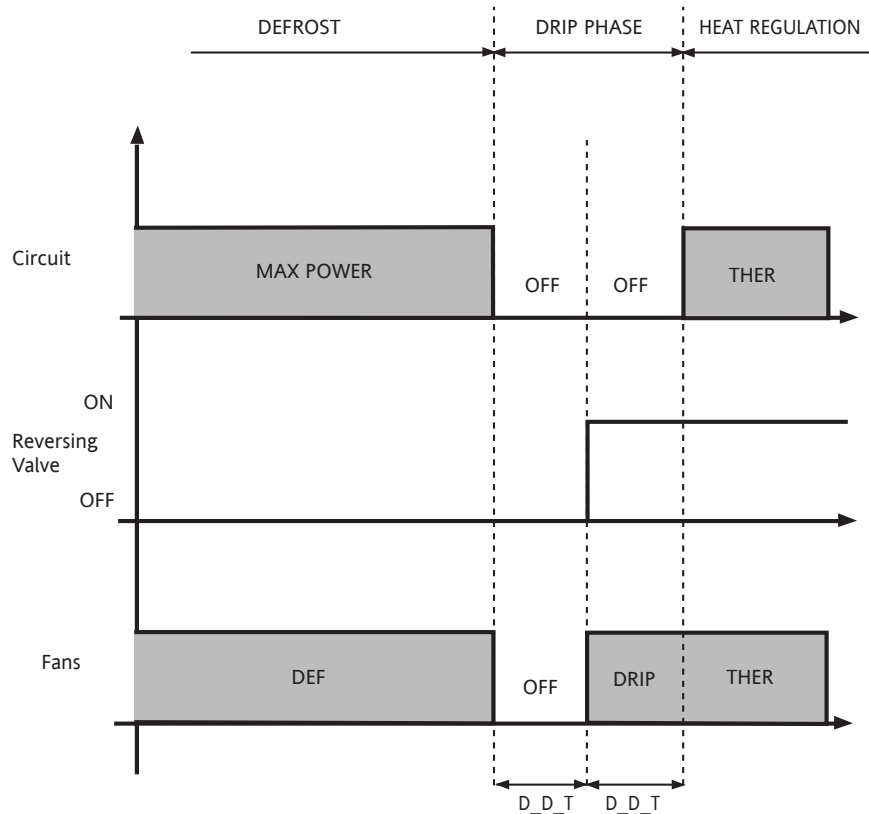 DEFROST
DRIP PHASE
HEAT REGULATION
Circuit
MAX POWER
OFF
OFF
THER
ON
Reversing
Valve
OFF
Fans
DEF
OFF
DRIP
THER
D_D_T
D_D_T